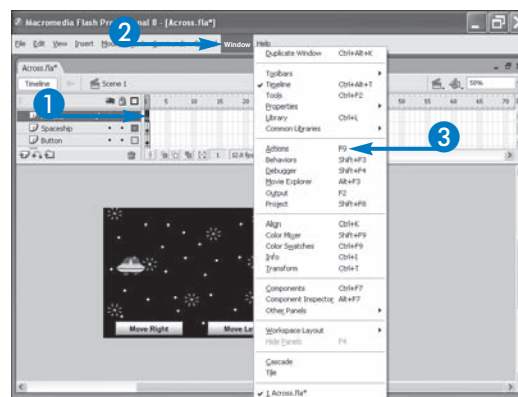 Macromedia Flash Professional 8 - [Across.fla*]
2
File Edit View Insert Window Help
Across.fla*
Timeline Scene 1 50%
1
5 10 15 20 50 55 60 65 70
Spaceship
Button
1 12.0 fps
Duplicate Window Ctrl+Alt+K
Toolbars
Timeline Ctrl+Alt+T
Tools Ctrl+F2
Properties
Library Ctrl+L
Common Libraries
Actions F9
3
Behaviors Shift+F3
Debugger Shift+F4
Movie Explorer Alt+F3
Output F2
Project Shift+F8
Align Ctrl+K
Color Mixer Shift+F9
Color Swatches Ctrl+F9
Info Ctrl+I
Transform Ctrl+T
Components Ctrl+F7
Component Inspector Alt+F7
Other Panels
Workspace Layout
Hide Panels F4
Cascade
Tile
1 Across.fla*
Move Right Move Le